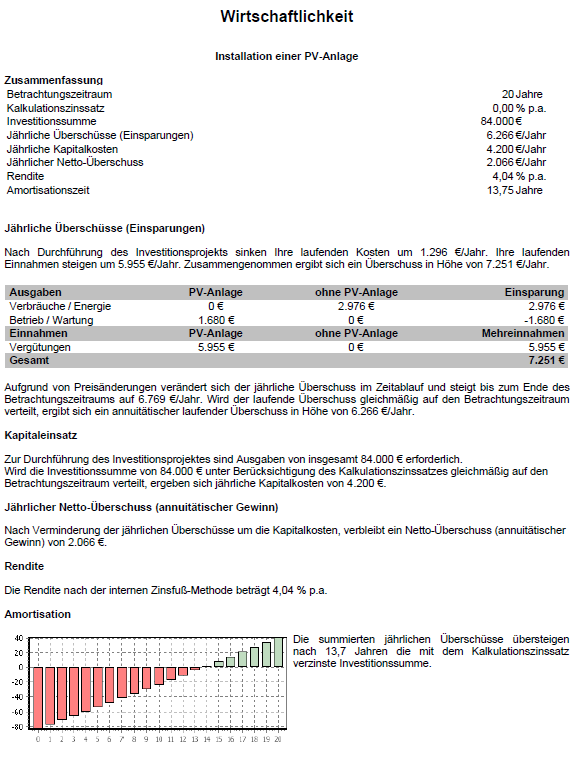 Wirtschaftlichkeit
Installation einer PV-Anlage
Zusammenfassung
Betrachtungszeitraum 20 Jahre
Kalkulationszinssatz 0,00 % p.a.
Investitionssumme 84.000 €
Jährliche Überschüsse (Einsparungen) 6.266 €/Jahr
Jährliche Kapitalkosten 4.200 €/Jahr
Jährlicher Netto-Überschuss 2.066 €/Jahr
Rendite 4,04 % p.a.
Amortisationszeit 13,75 Jahre
Jährliche Überschüsse (Einsparungen)
Nach Durchführung des Investitionsprojekts sinken Ihre laufenden Kosten um 1.296 €/Jahr. Ihre laufenden
Einnahmen steigen um 5.955 €/Jahr. Zusammengenommen ergibt sich ein Überschuss in Höhe von 7.251 €/Jahr.
Ausgaben PV-Anlage ohne PV-Anlage Einsparung
Verbräuche / Energie 0 € 2.976 € 2.976 €
Betrieb / Wartung 1.680 € 0 € -1.680 €
Einnahmen PV-Anlage ohne PV-Anlage Mehreinnahmen
Vergütungen 5.955 € 0 € 5.955 €
Gesamt 7.251 €
Aufgrund von Preisänderungen verändert sich der jährliche Überschuss im Zeitablauf und steigt bis zum Ende des
Betrachtungszeitraums auf 6.769 €/Jahr. Wird der laufende Überschuss gleichmäßig auf den Betrachtungszeitraum
verteilt, ergibt sich ein annuitätischer laufender Überschuss in Höhe von 6.266 €/Jahr.
Kapitaleinsatz
Zur Durchführung des Investitionsprojektes sind Ausgaben von insgesamt 84.000 € erforderlich.
Wird die Investitionssumme von 84.000 € unter Berücksichtigung des Kalkulationszinssatzes gleichmäßig auf den
Betrachtungszeitraum verteilt, ergeben sich jährliche Kapitalkosten von 4.200 €.
Jährlicher Netto-Überschuss (annuitätischer Gewinn)
Nach Verminderung der jährlichen Überschüsse um die Kapitalkosten, verbleibt ein Netto-Überschuss (annuitätischer
Gewinn) von 2.066 €.
Rendite
Die Rendite nach der internen Zinsfuß-Methode beträgt 4,04 % p.a.
Amortisation
Die summierten jährlichen Überschüsse übersteigen
nach 13,7 Jahren die mit dem Kalkulationszinssatz
verzinste Investitionssumme.
40
20
0
-20
-40
-60
-80
0 1 2 3 4 5 6 7 8 9 10 11 12 13 14 15 16 17 18 19 20